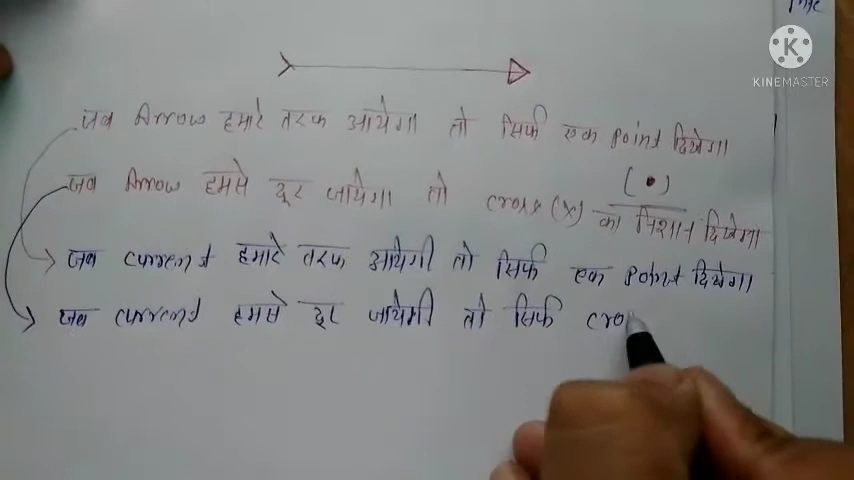 K
KINEMASTER
जब Arrow हमारे तरफ आयेगा तो सिर्फ एक point दिखेगा
(•)
जब Arrow हमसे दूर जायेगा तो cross (x) का निशान दिखेगा
जब current हमारे तरफ आयेगी तो सिर्फ एक point दियेगा
जब current हमसे दूर जायेगी तो सिर्फ cro